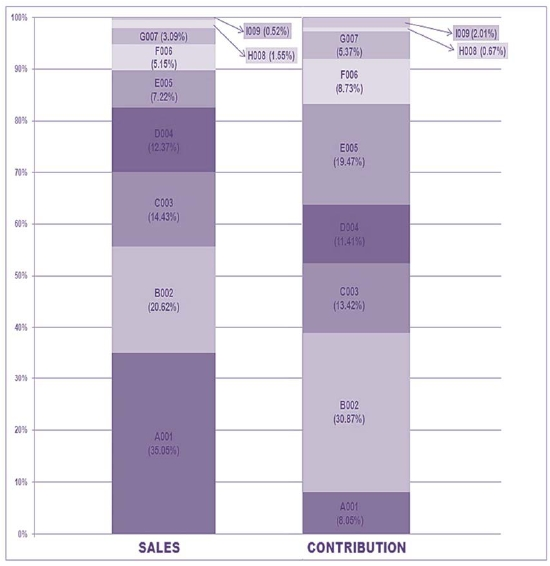 100%
90%
80%
70%
60%
50%
40%
30%
20%
10%
0%
I009 (0.52%)
H008 (1.55%)
G007 (3.09%)
F006
(5.15%)
E005
(7.22%)
D004
(12.37%)
C003
(14.43%)
B002
(20.62%)
A001
(35.05%)
SALES
I009 (2.01%)
H008 (0.67%)
G007
(5.37%)
F006
(8.73%)
E005
(19.47%)
D004
(11.41%)
C003
(13.42%)
B002
(30.87%)
A001
(8.05%)
CONTRIBUTION